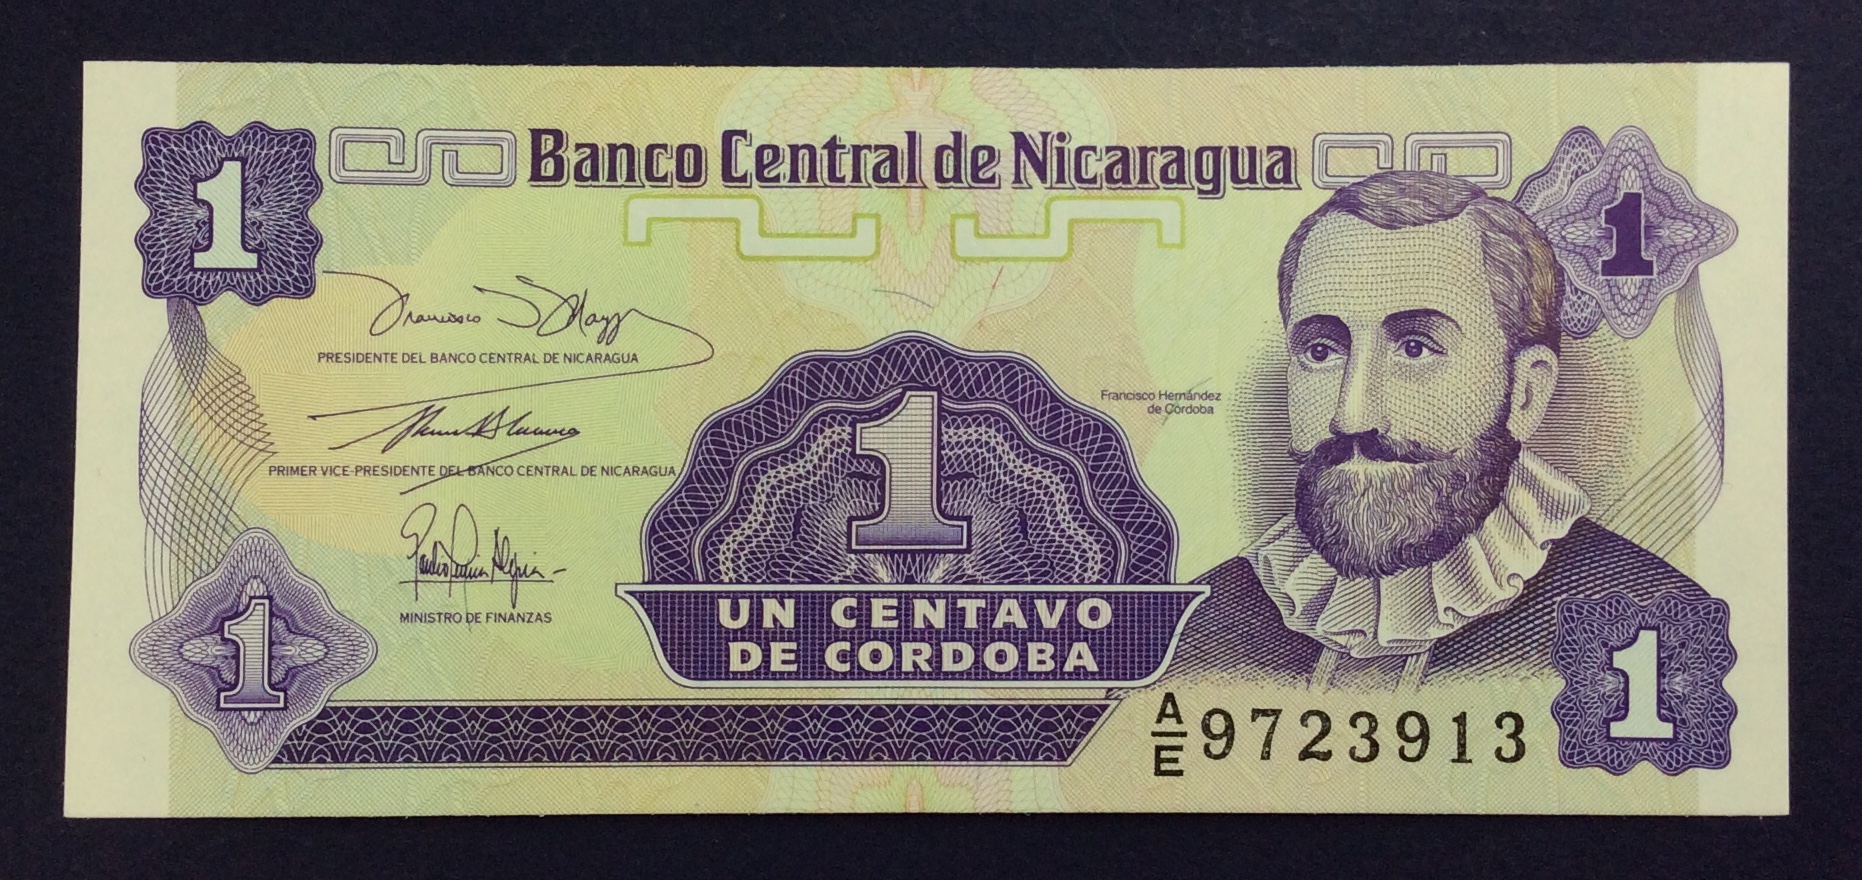 1
Banco Central de Nicaragua
1
PRESIDENTE DEL BANCO CENTRAL DE NICARAGUA
Francisco Hernández
de Córdoba
PRIMER VICE-PRESIDENTE DEL BANCO CENTRAL DE NICARAGUA
1
MINISTRO DE FINANZAS
UN CENTAVO
DE CORDOBA
1
1
A/E 9723913